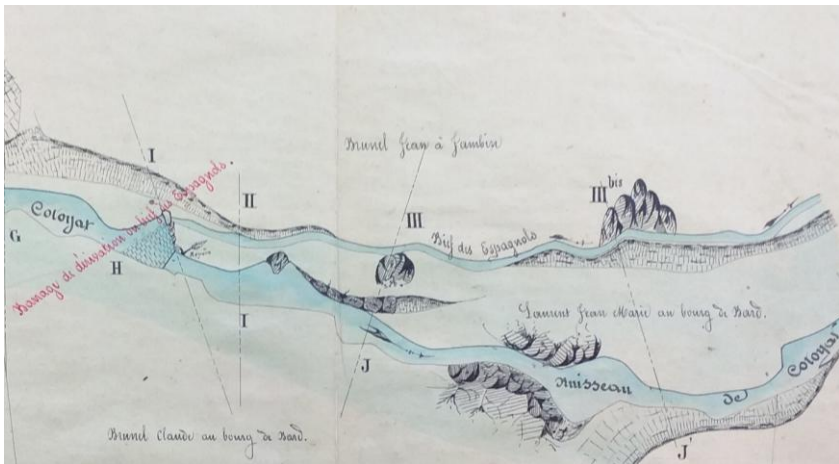 Brunel Jean à Jambin
I
Barrage de dérivation du bief des Espagnols.
II
III
III bis
Coloyat
Bief des Espagnols
G
H
I
Laurent Jean Marie au bourg de Bard.
J
Ruisseau de Coloyat
Brunel Claude au bourg de Bard.
J'